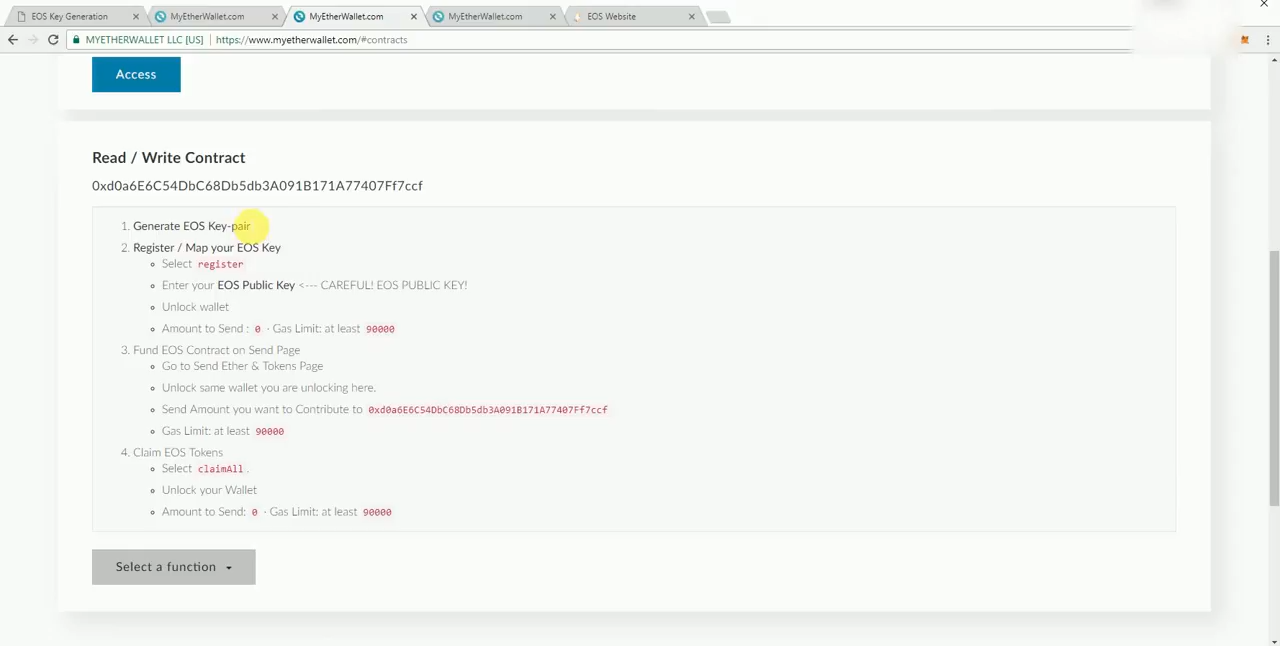 EOS Key Generation
MyEtherWallet.com
MyEtherWallet.com
MyEtherWallet.com
EOS Website
MYETHERWALLET LLC [US] | https://www.myetherwallet.com/#contracts
Access
Read / Write Contract
0xd0a6E6C54DbC68Db5db3A091B171A77407Ff7ccf
1. Generate EOS Key-pair
2. Register / Map your EOS Key
Select register
Enter your EOS Public Key <--- CAREFUL! EOS PUBLIC KEY!
Unlock wallet
Amount to Send : 0 · Gas Limit: at least 90000
3. Fund EOS Contract on Send Page
Go to Send Ether & Tokens Page
Unlock same wallet you are unlocking here.
Send Amount you want to Contribute to 0xd0a6E6C54DbC68Db5db3A091B171A77407Ff7ccf
Gas Limit: at least 90000
4. Claim EOS Tokens
Select claimAll.
Unlock your Wallet
Amount to Send: 0 · Gas Limit: at least 90000
Select a function